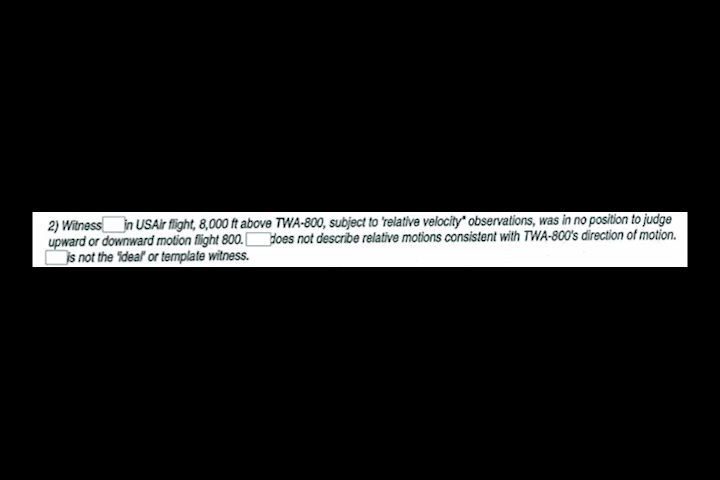 2) Witness in USAir flight, 8,000 ft above TWA-800, subject to 'relative velocity" observations, was in no position to judge
upward or downward motion flight 800. does not describe relative motions consistent with TWA-800's direction of motion.
is not the 'ideal' or template witness.